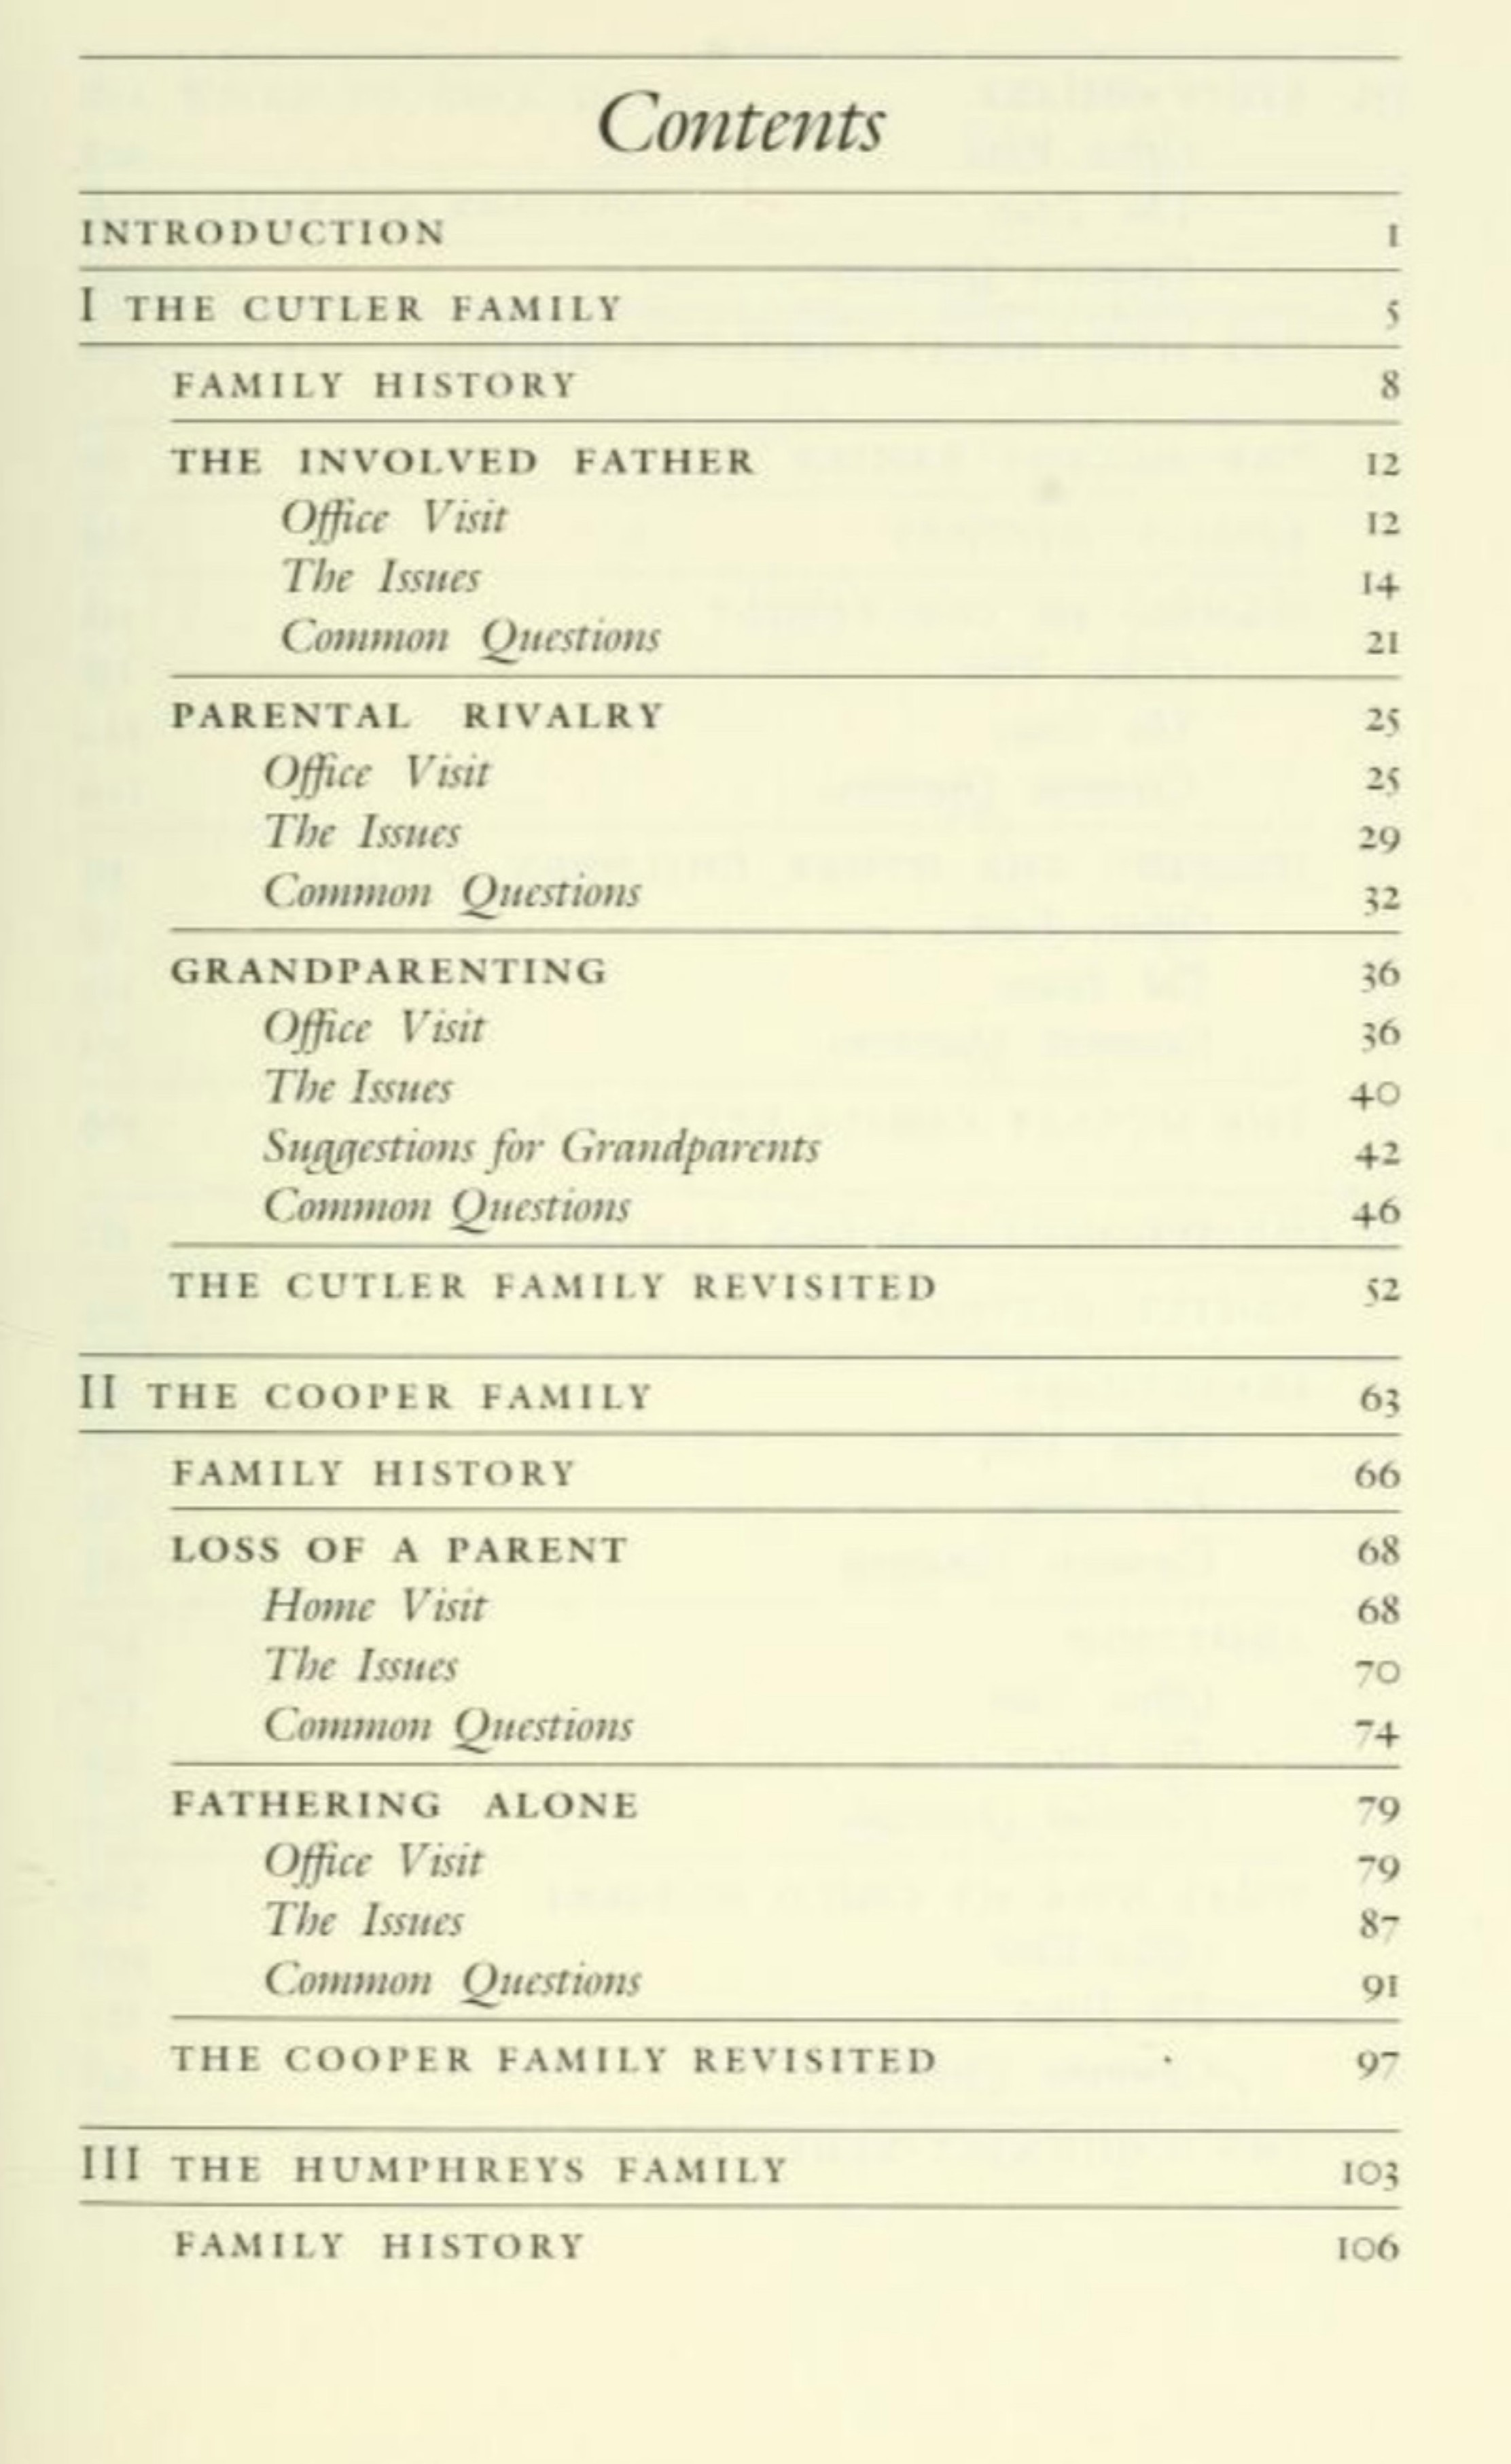 Contents
INTRODUCTION 1
I THE CUTLER FAMILY 5
FAMILY HISTORY 8
THE INVOLVED FATHER 12
Office Visit 12
The Issues 14
Common Questions 21
PARENTAL RIVALRY 25
Office Visit 25
The Issues 29
Common Questions 32
GRANDPARENTING 36
Office Visit 36
The Issues 40
Suggestions for Grandparents 42
Common Questions 46
THE CUTLER FAMILY REVISITED 52
II THE COOPER FAMILY 63
FAMILY HISTORY 66
LOSS OF A PARENT 68
Home Visit 68
The Issues 70
Common Questions 74
FATHERING ALONE 79
Office Visit 79
The Issues 87
Common Questions 91
THE COOPER FAMILY REVISITED 97
III THE HUMPHREYS FAMILY 103
FAMILY HISTORY 106